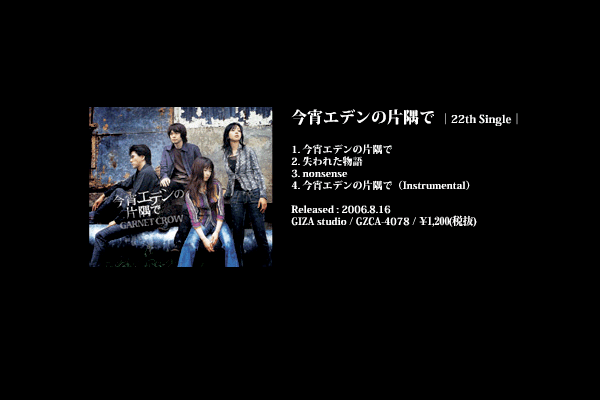 今宵エデンの片隅で ｜22th Single｜
1. 今宵エデンの片隅で
2. 失われた物語
3. nonsense
4. 今宵エデンの片隅で（Instrumental）
Released : 2006.8.16
GIZA studio / GZCA-4078 / ¥1,200(税抜)
今宵エデンの
片隅で
GARNET CROW